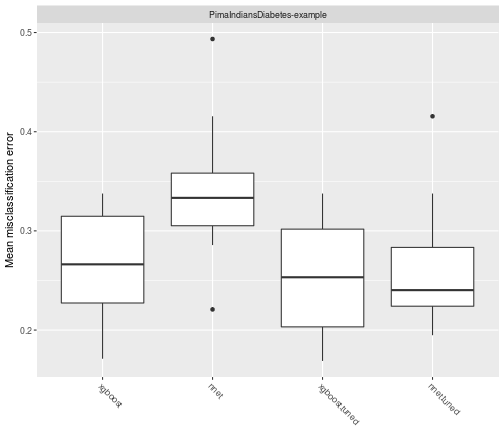 PimaIndiansDiabetes-example
Mean misclassification error
0.5
0.4
0.3
0.2
xgboost
nnet
xgboost.tuned
nnet.tuned